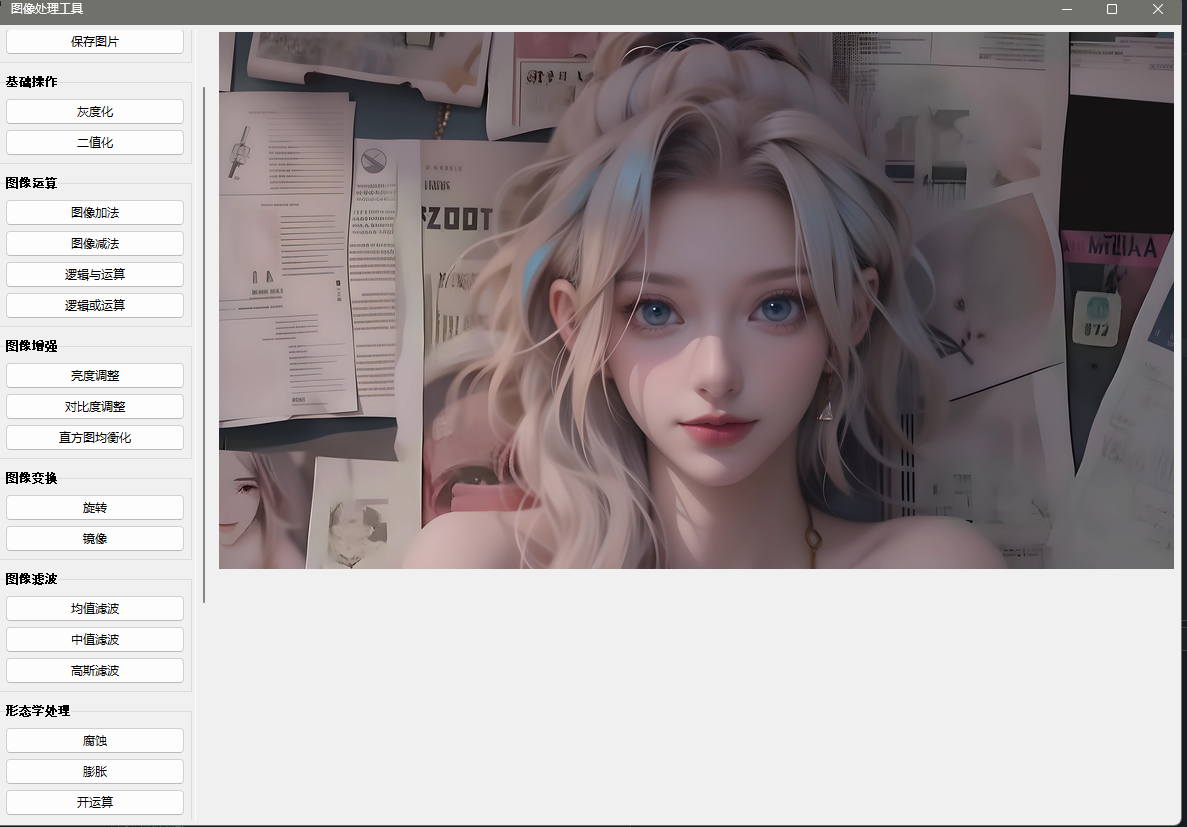 图像处理工具
保存图片
基础操作
灰度化
二值化
图像运算
图像加法
图像减法
逻辑与运算
逻辑或运算
图像增强
亮度调整
对比度调整
直方图均衡化
图像变换
旋转
镜像
图像滤波
均值滤波
中值滤波
高斯滤波
形态学处理
腐蚀
膨胀
开运算